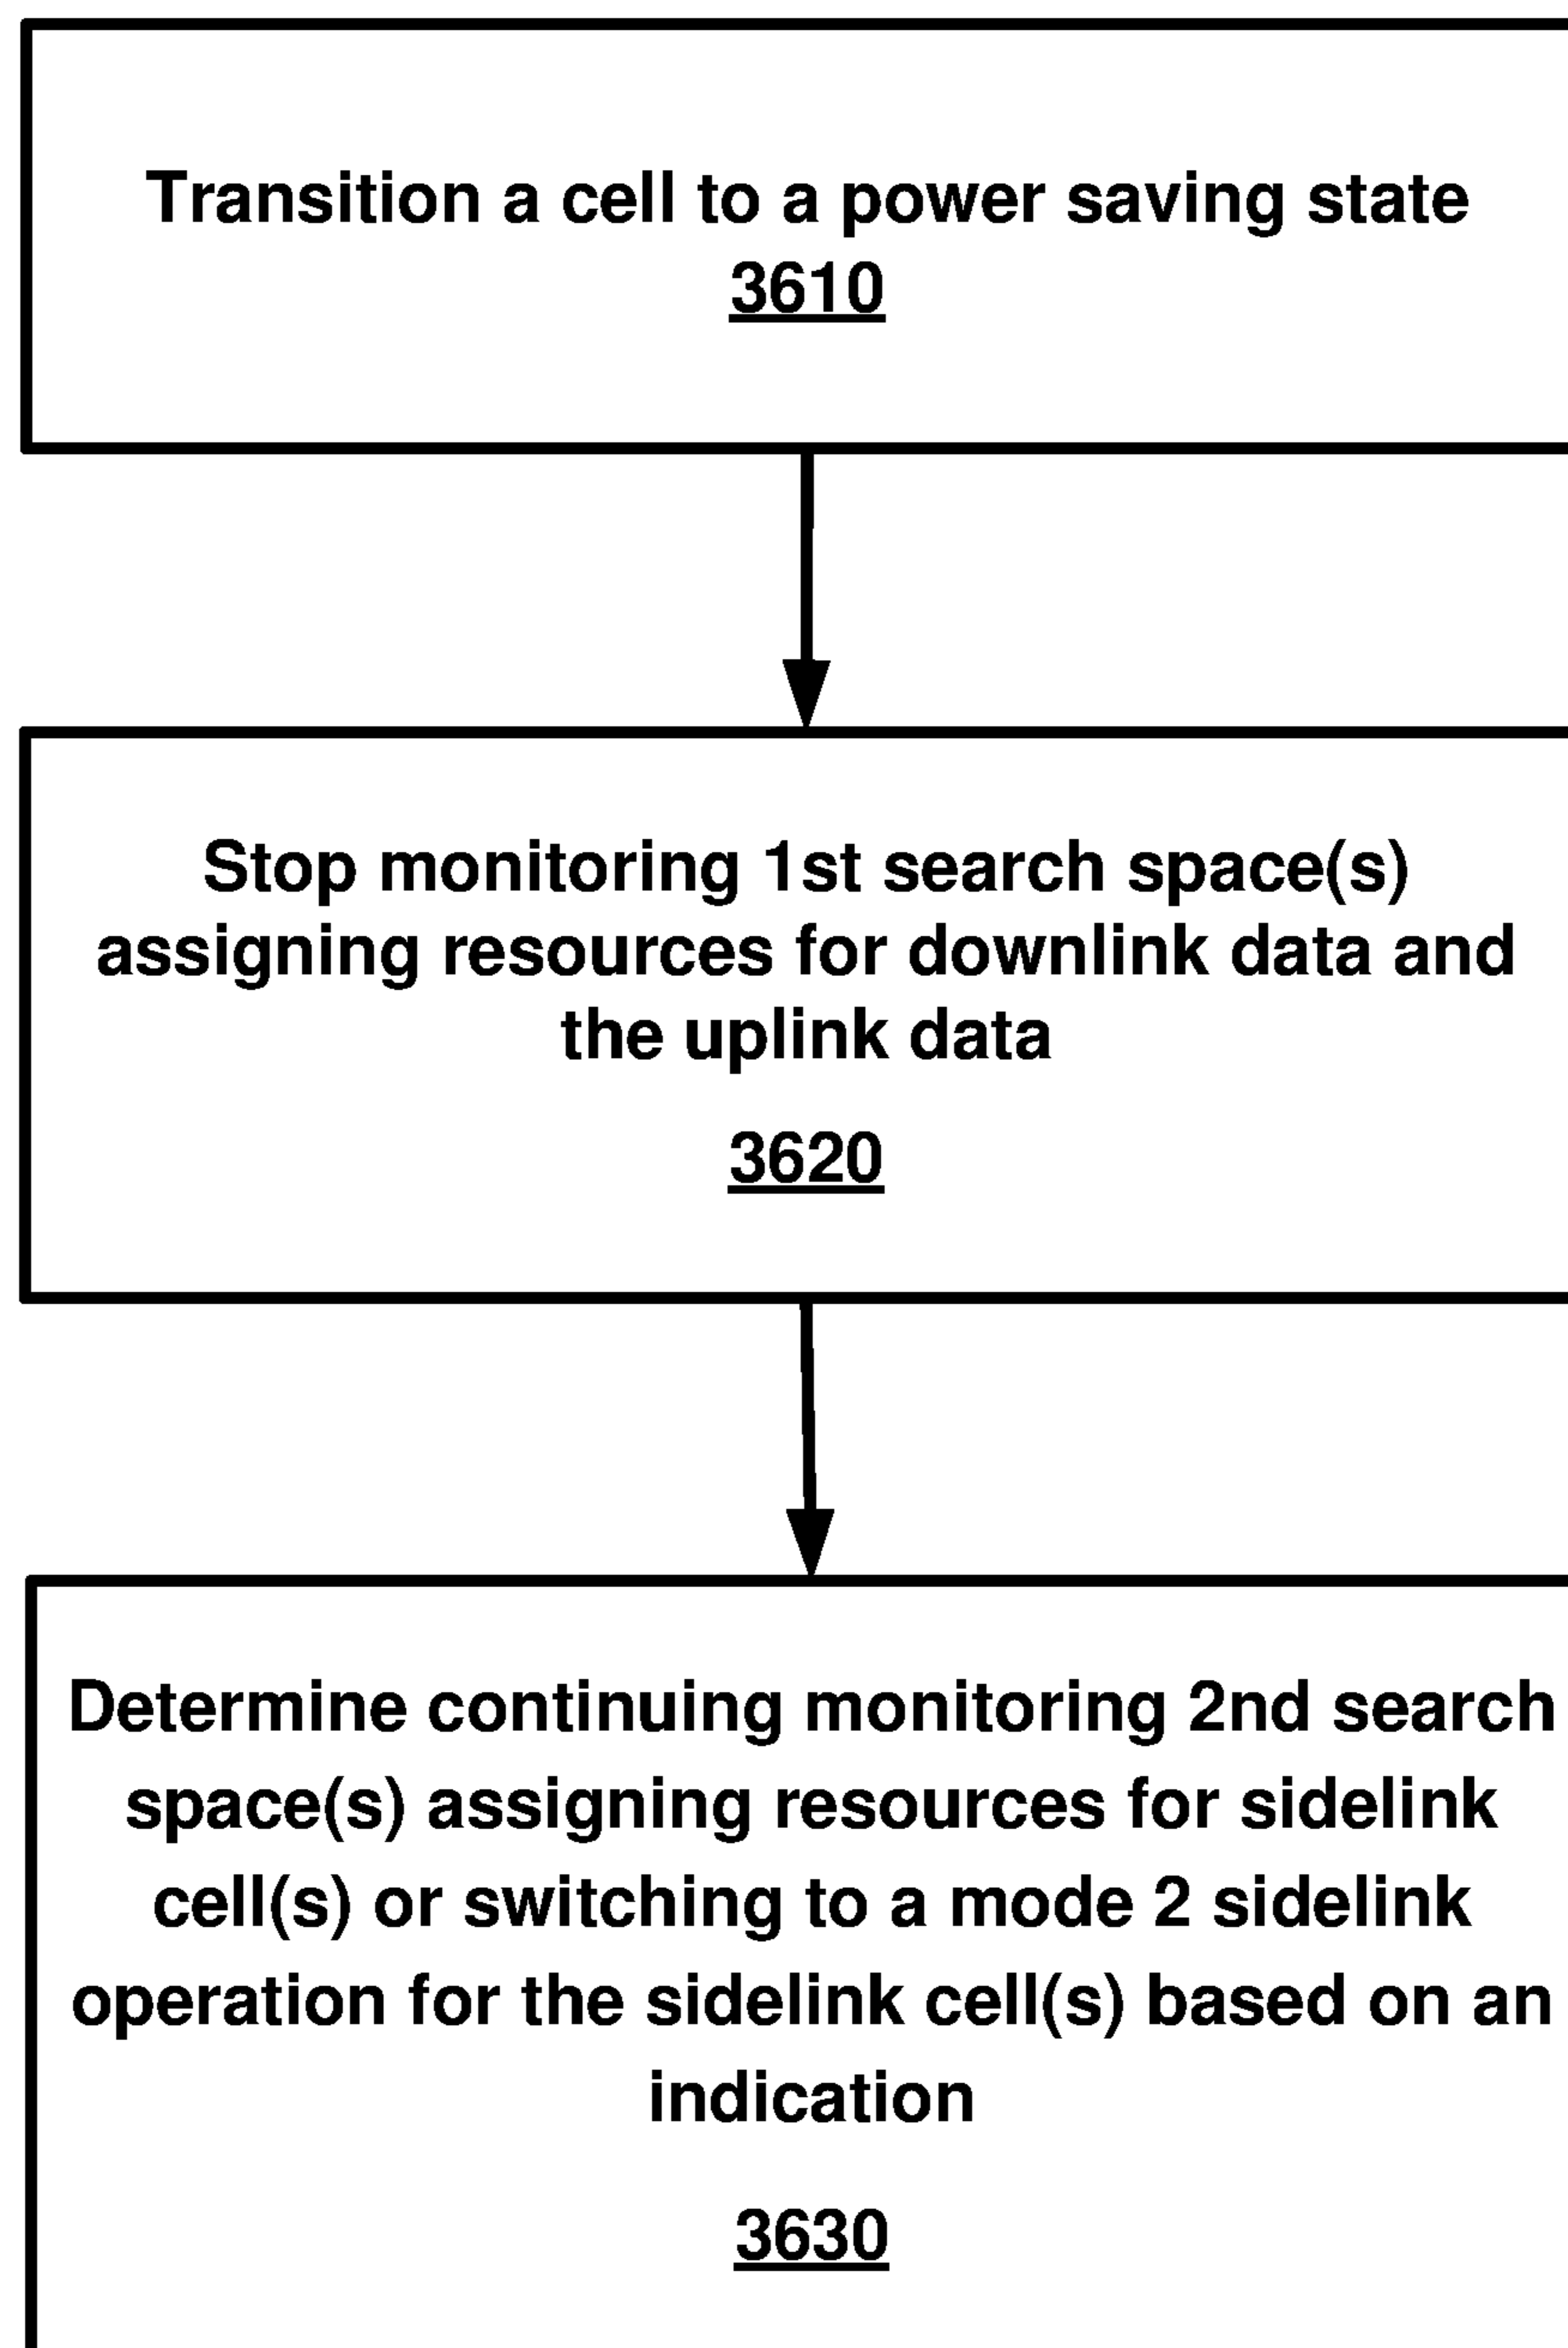 Transition a cell to a power saving state
3610
Stop monitoring 1st search space(s)
assigning resources for downlink data and
the uplink data
3620
Determine continuing monitoring 2nd search
space(s) assigning resources for sidelink
cell(s) or switching to a mode 2 sidelink
operation for the sidelink cell(s) based on an
indication
3630